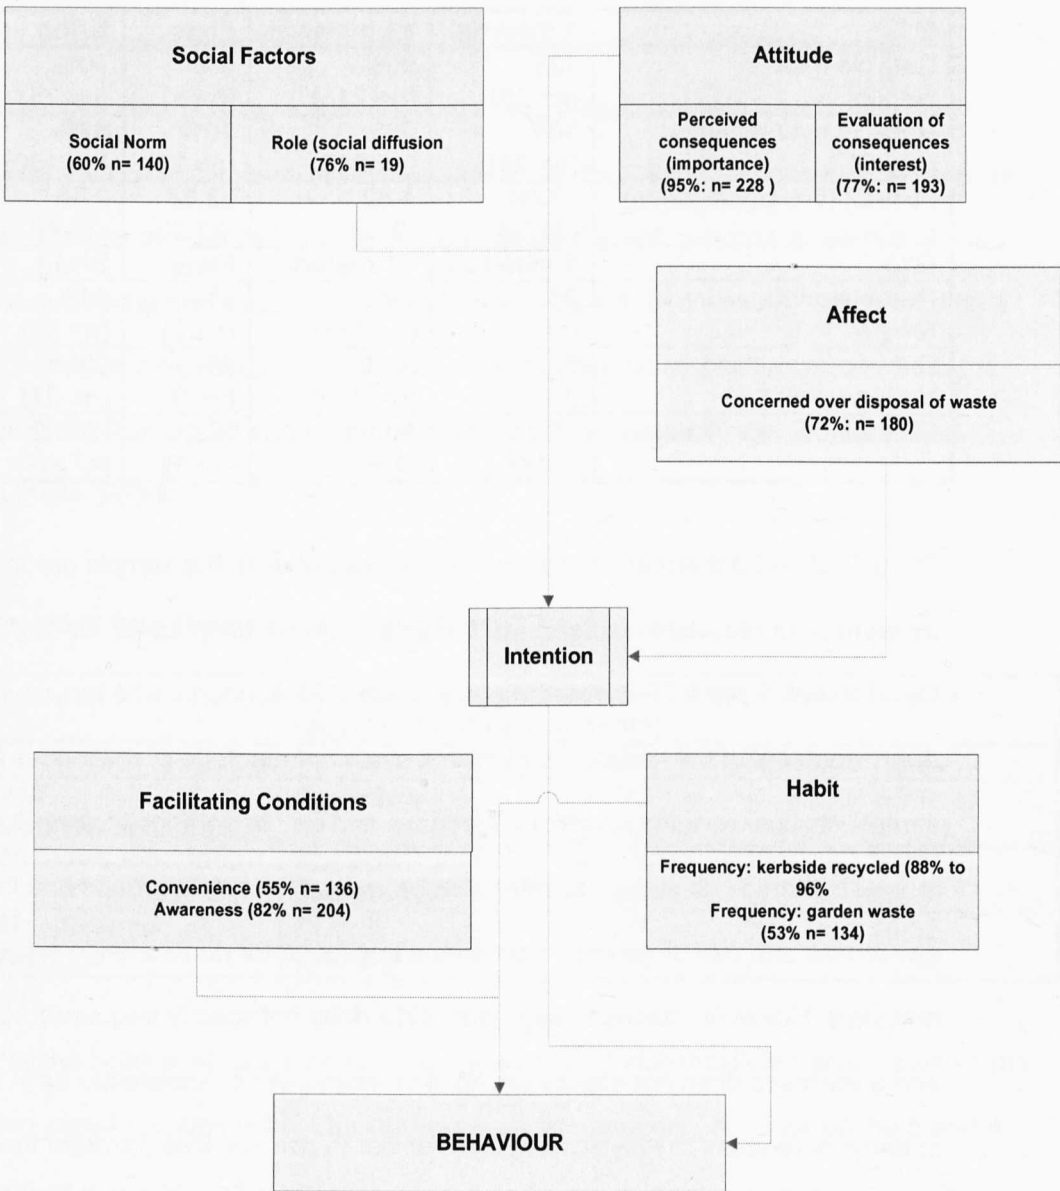 Social Factors
Social Norm
(60% n= 140)
Role (social diffusion
(76% n= 19)
Attitude
Perceived
consequences
(importance)
(95%: n= 228 )
Evaluation of
consequences
(interest)
(77%: n= 193)
Affect
Concerned over disposal of waste
(72%: n= 180)
Intention
Facilitating Conditions
Convenience (55% n= 136)
Awareness (82% n= 204)
Habit
Frequency: kerbside recycled (88% to
96%
Frequency: garden waste
(53% n= 134)
BEHAVIOUR